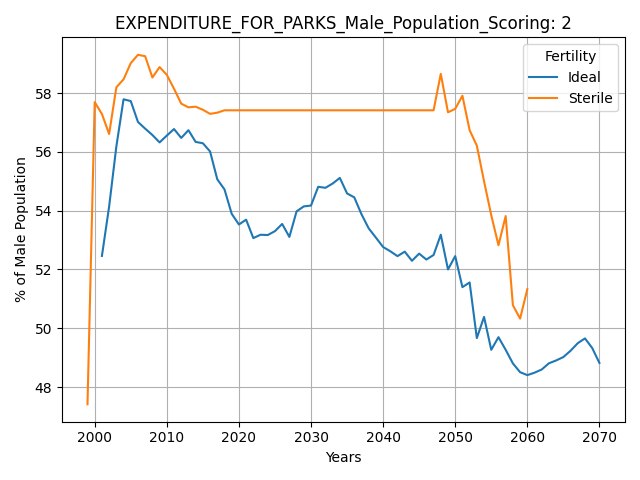 EXPENDITURE_FOR_PARKS_Male_Population_Scoring: 2
Fertility
Ideal
Sterile
% of Male Population
58
56
54
52
50
48
2000 2010 2020 2030 2040 2050 2060 2070
Years